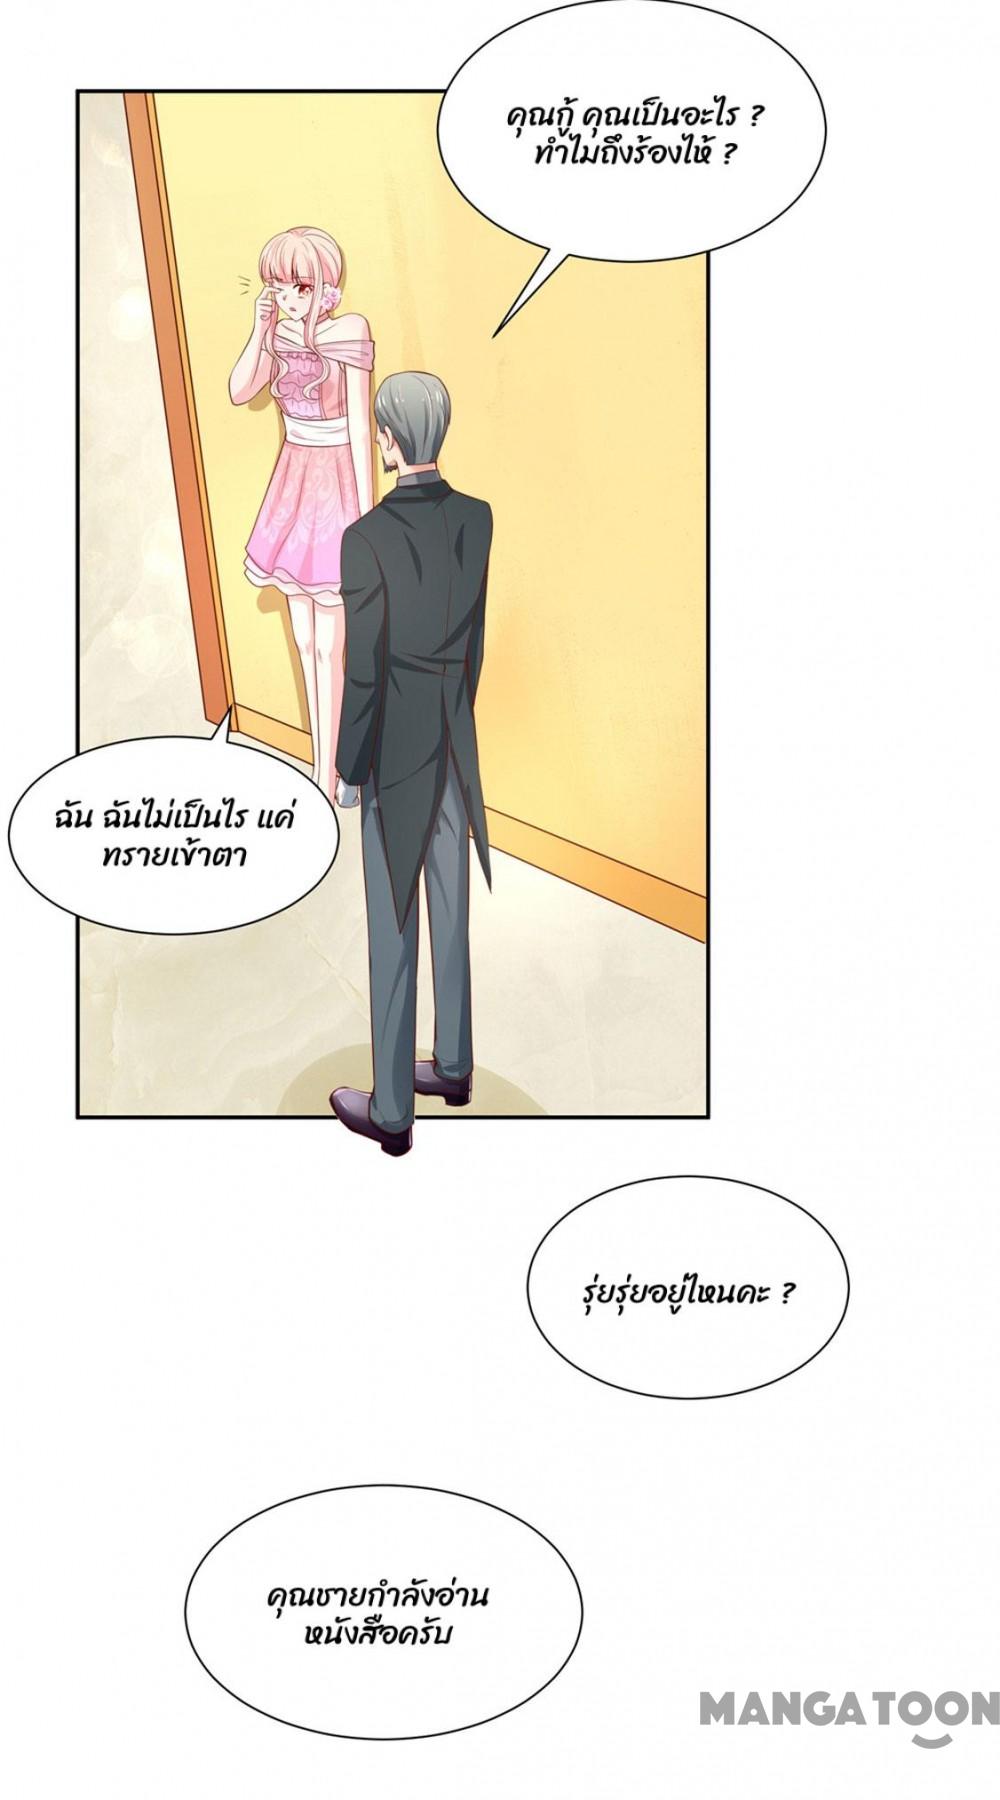 คุณกู้ คุณเป็นอะไร ?
ทำไมถึงร้องไห้ ?
ฉัน ฉันไม่เป็นไร แค่
ทรายเข้าตา
รุ่ยรุ่ยอยู่ไหนคะ ?
คุณชายกำลังอ่าน
หนังสือครับ
MANGATOON